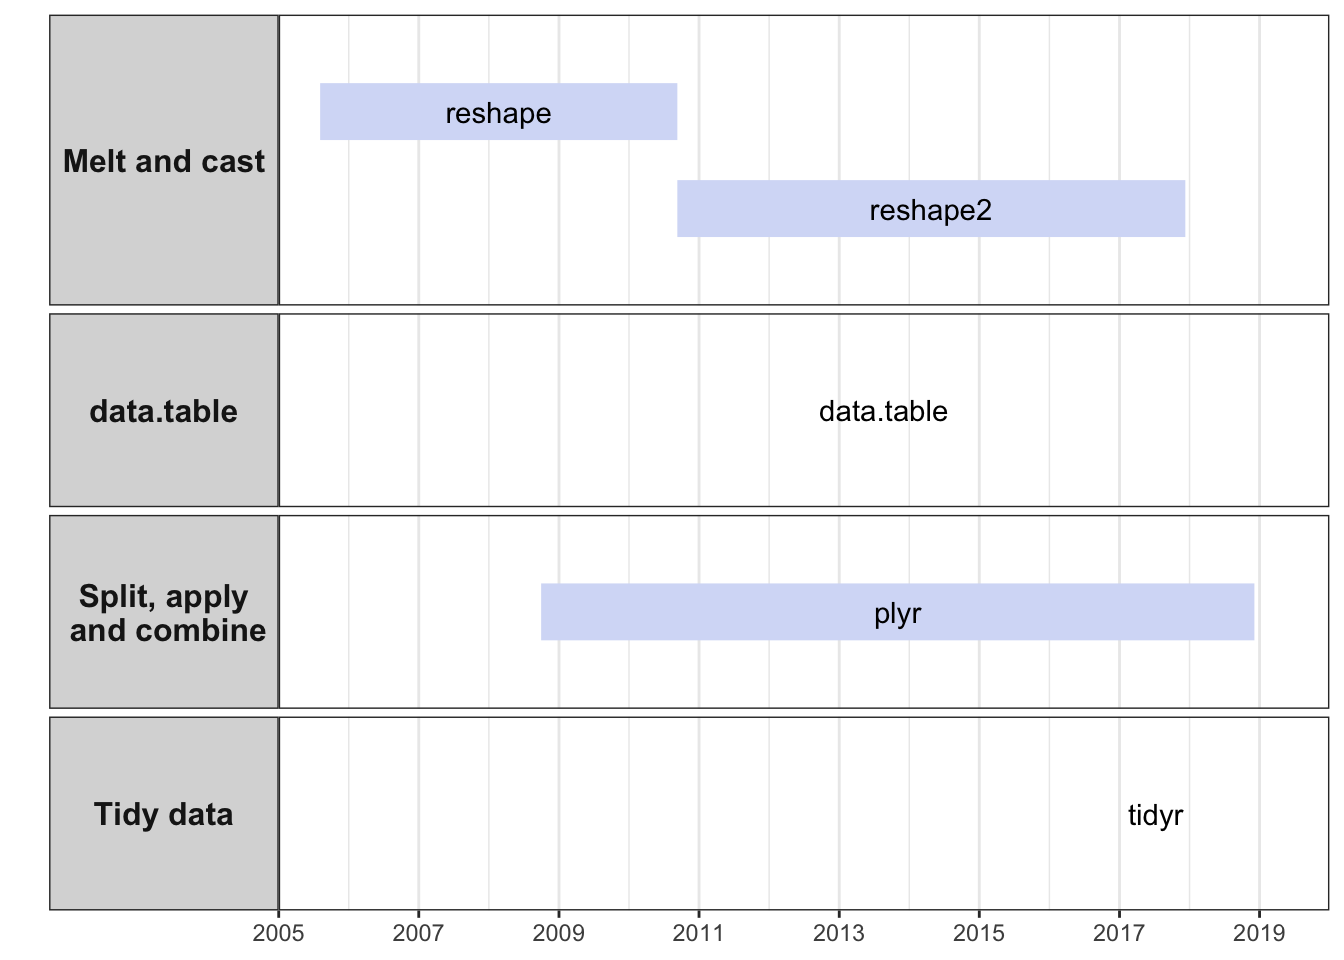 Melt and cast
reshape
reshape2
data.table
data.table
Split, apply
and combine
plyr
Tidy data
tidyr
2005 2007 2009 2011 2013 2015 2017 2019